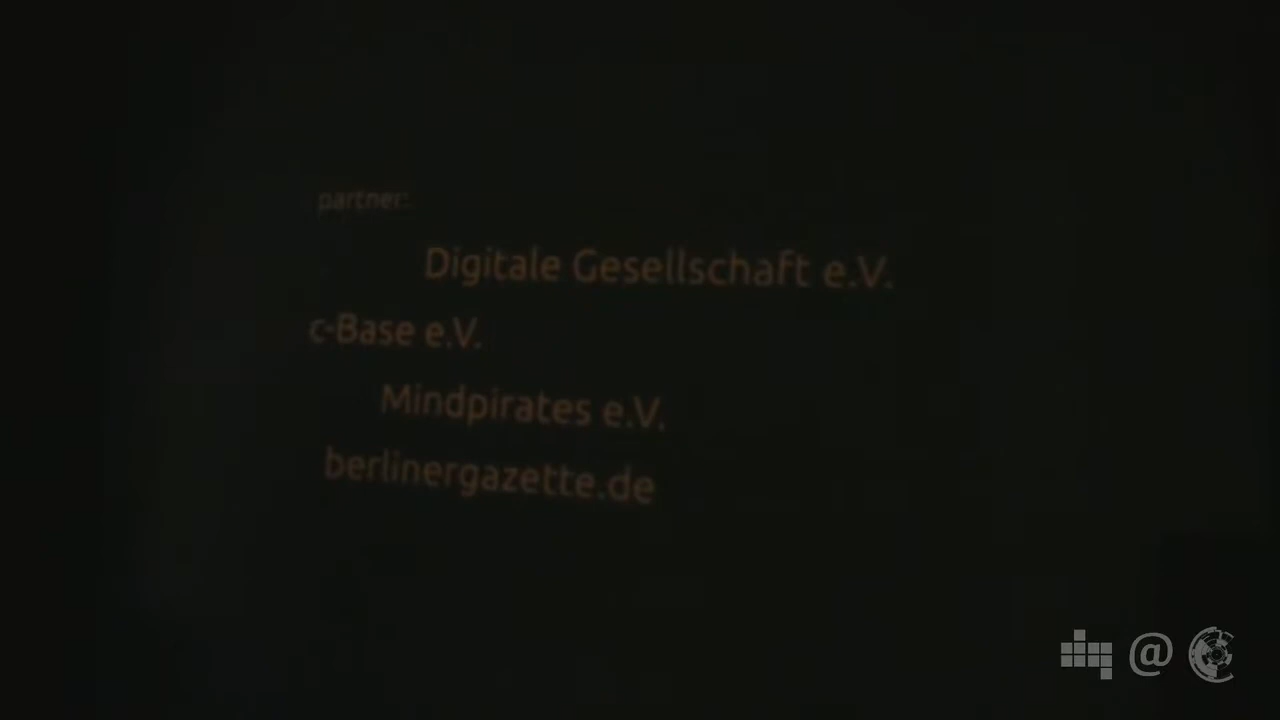 partner:
Digitale Gesellschaft e.V.
c-Base e.V.
Mindpirates e.V.
berlinergazette.de
@